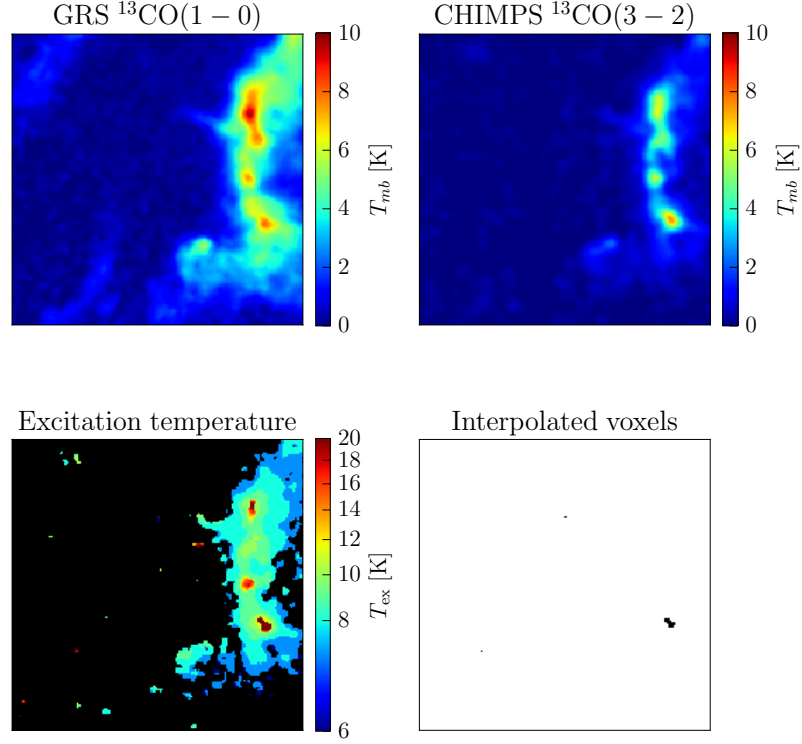 GRS ¹³CO(1 − 0)
10
8
6
4
2
0
T_mb [K]
CHIMPS ¹³CO(3 − 2)
10
8
6
4
2
0
T_mb [K]
Excitation temperature
20
18
16
14
12
10
8
6
T_ex [K]
Interpolated voxels